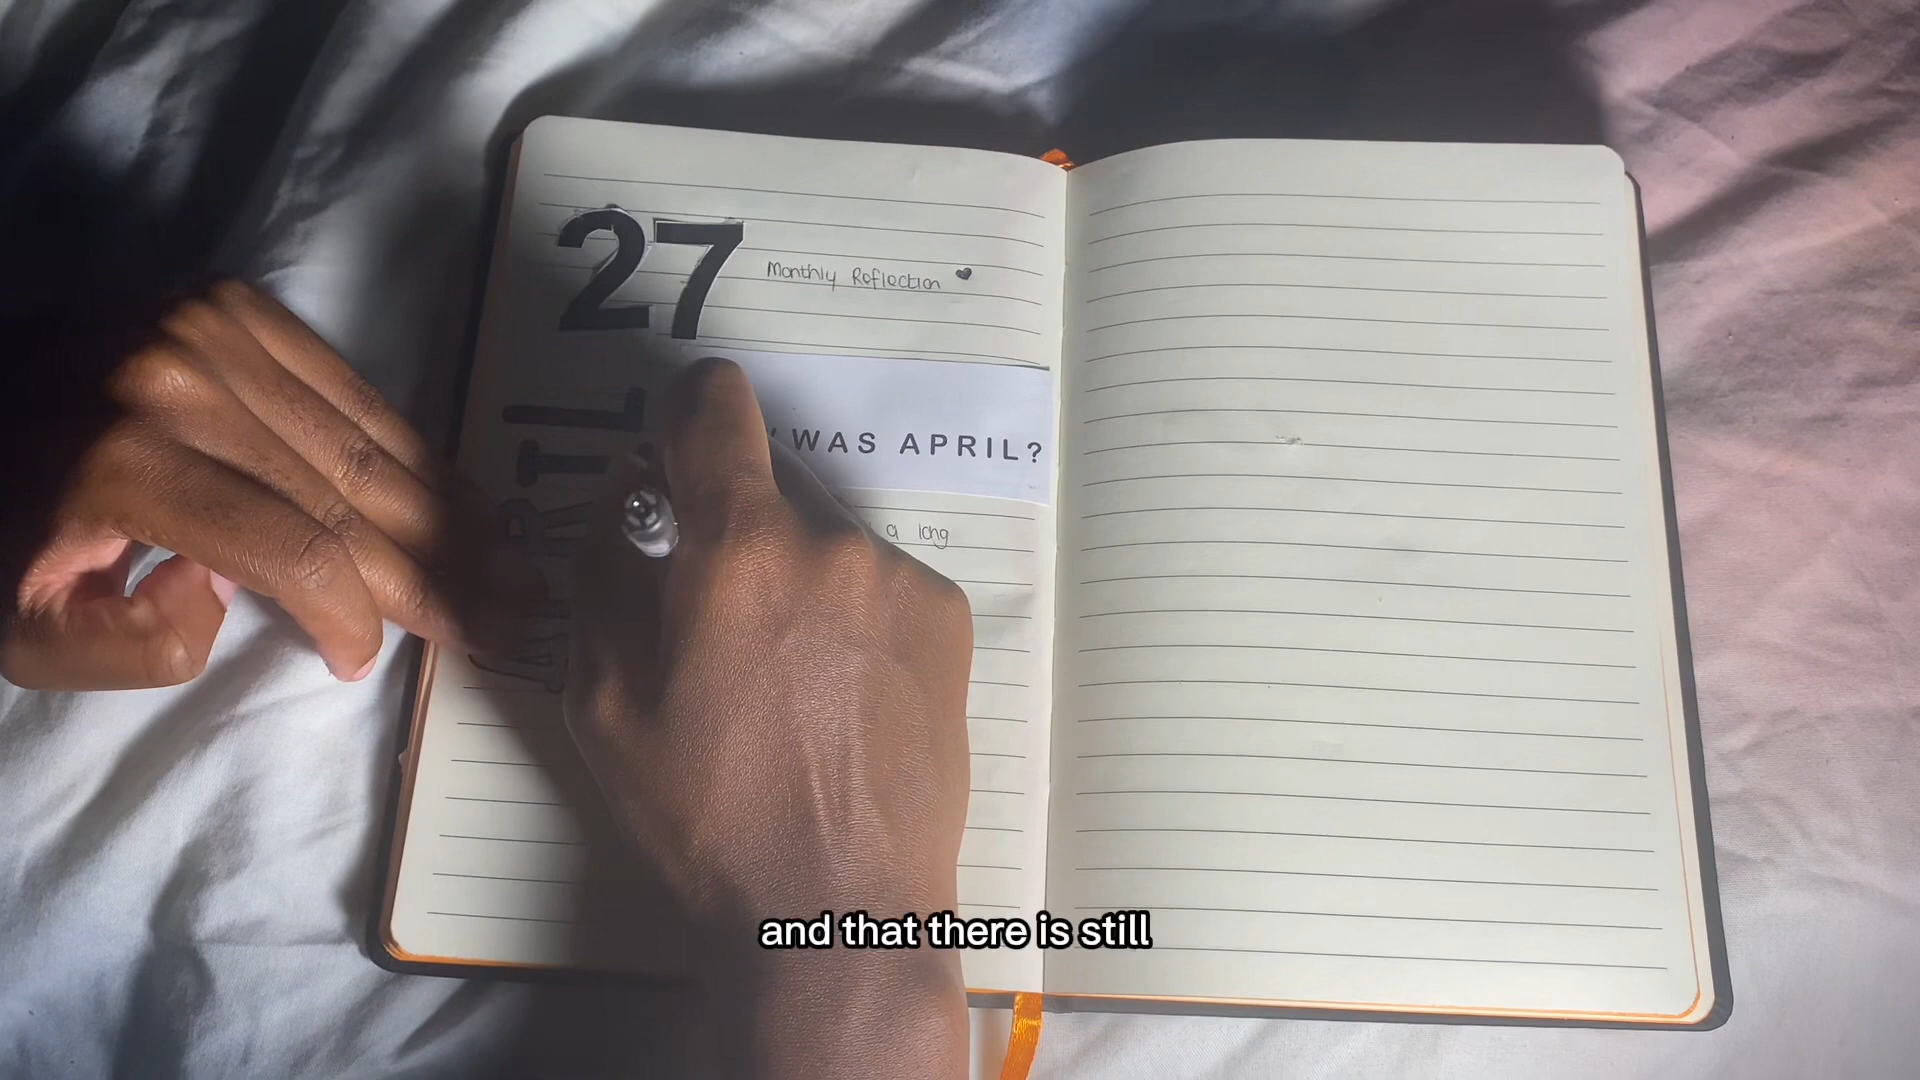 27
Monthly Reflection
APRIL
WAS APRIL?
a long
and that there is still